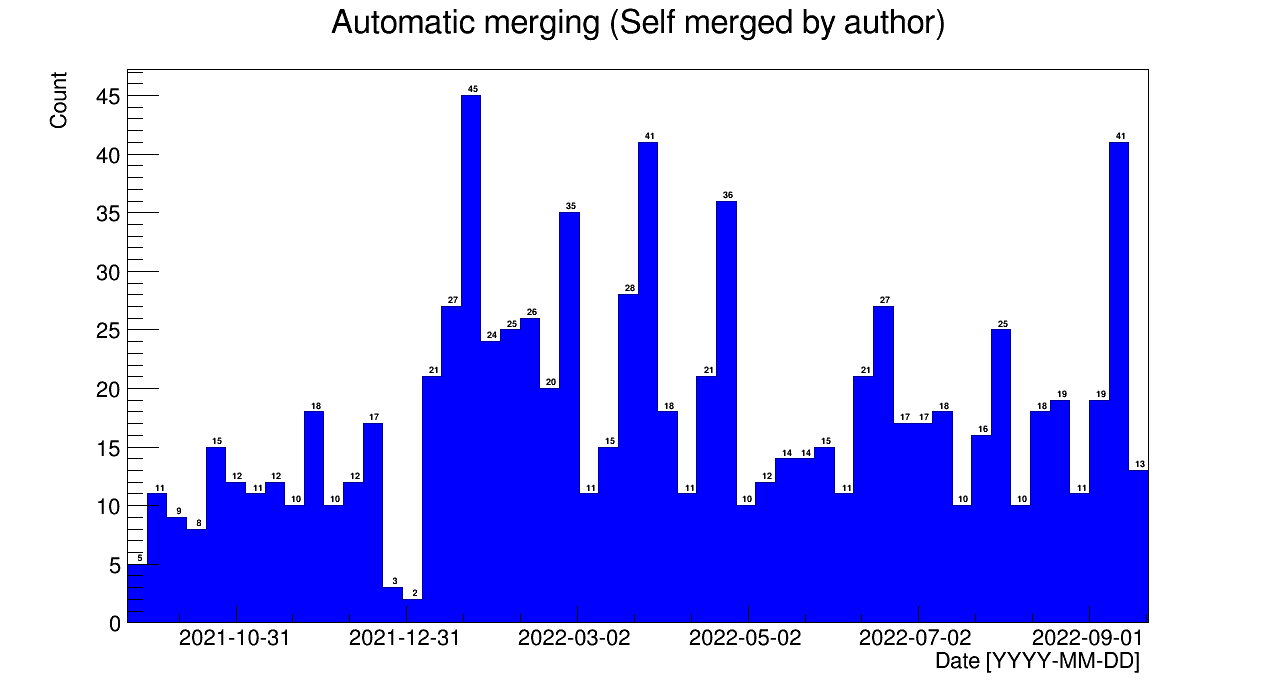 Automatic merging (Self merged by author)
Count
45
40
35
30
25
20
15
10
5
0
5 11 9 8 15 12 11 12 10 18 10 12 17 3 2 21 27 45 24 25 26 20 35 11 15 28 41 18 11 21 36 10 12 14 14 15 11 21 27 17 17 18 10 16 25 10 18 19 11 19 41 13
2021-10-31 2021-12-31 2022-03-02 2022-05-02 2022-07-02 2022-09-01
Date [YYYY-MM-DD]